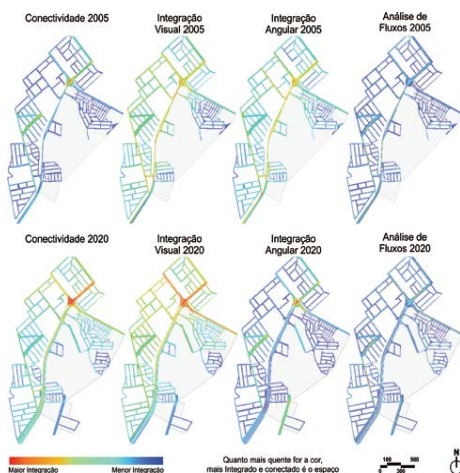 Conectividade 2005
Integração
Visual 2005
Integração
Angular 2005
Análise de
Fluxos 2005
Conectividade 2020
Integração
Visual 2020
Integração
Angular 2020
Análise de
Fluxos 2020
Maior Integração
Menor Integração
Quanto mais quente for a cor,
mais Integrado e conectado é o espaço
100 500
300
N